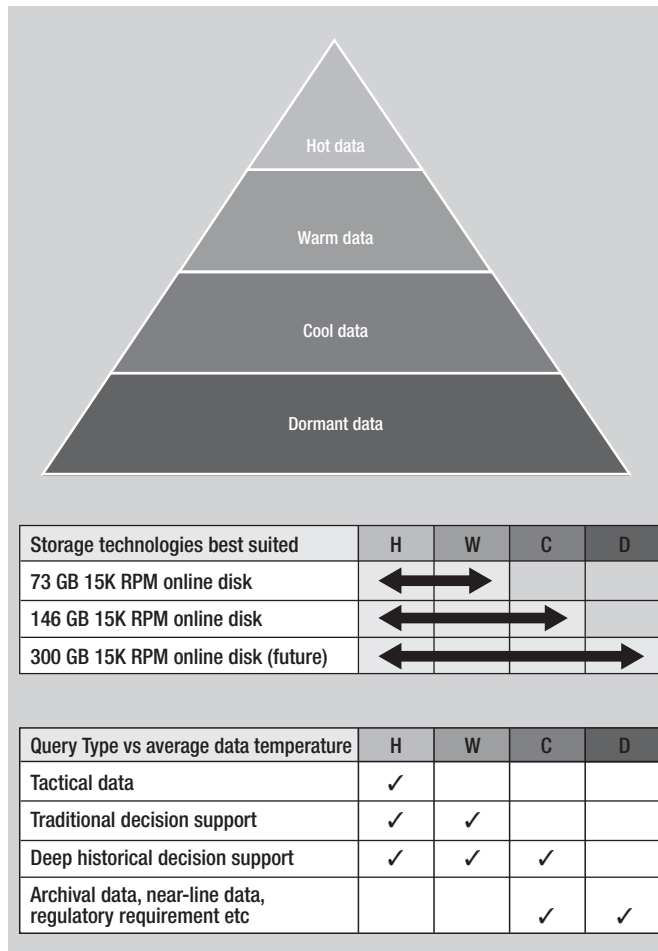 Hot data
Warm data
Cool data
Dormant data
Storage technologies best suited H W C D
73 GB 15K RPM online disk
146 GB 15K RPM online disk
300 GB 15K RPM online disk (future)
Query Type vs average data temperature H W C D
Tactical data ✓
Traditional decision support ✓ ✓
Deep historical decision support ✓ ✓ ✓
Archival data, near-line data,
regulatory requirement etc ✓ ✓